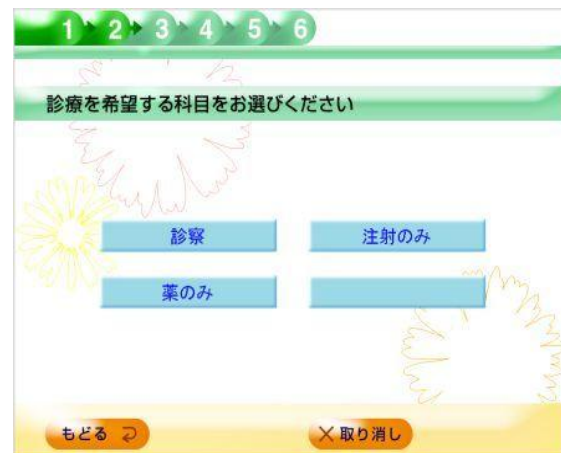 1 2 3 4 5 6
診療を希望する科目をお選びください
診察 注射のみ
薬のみ
もどる 取り消し